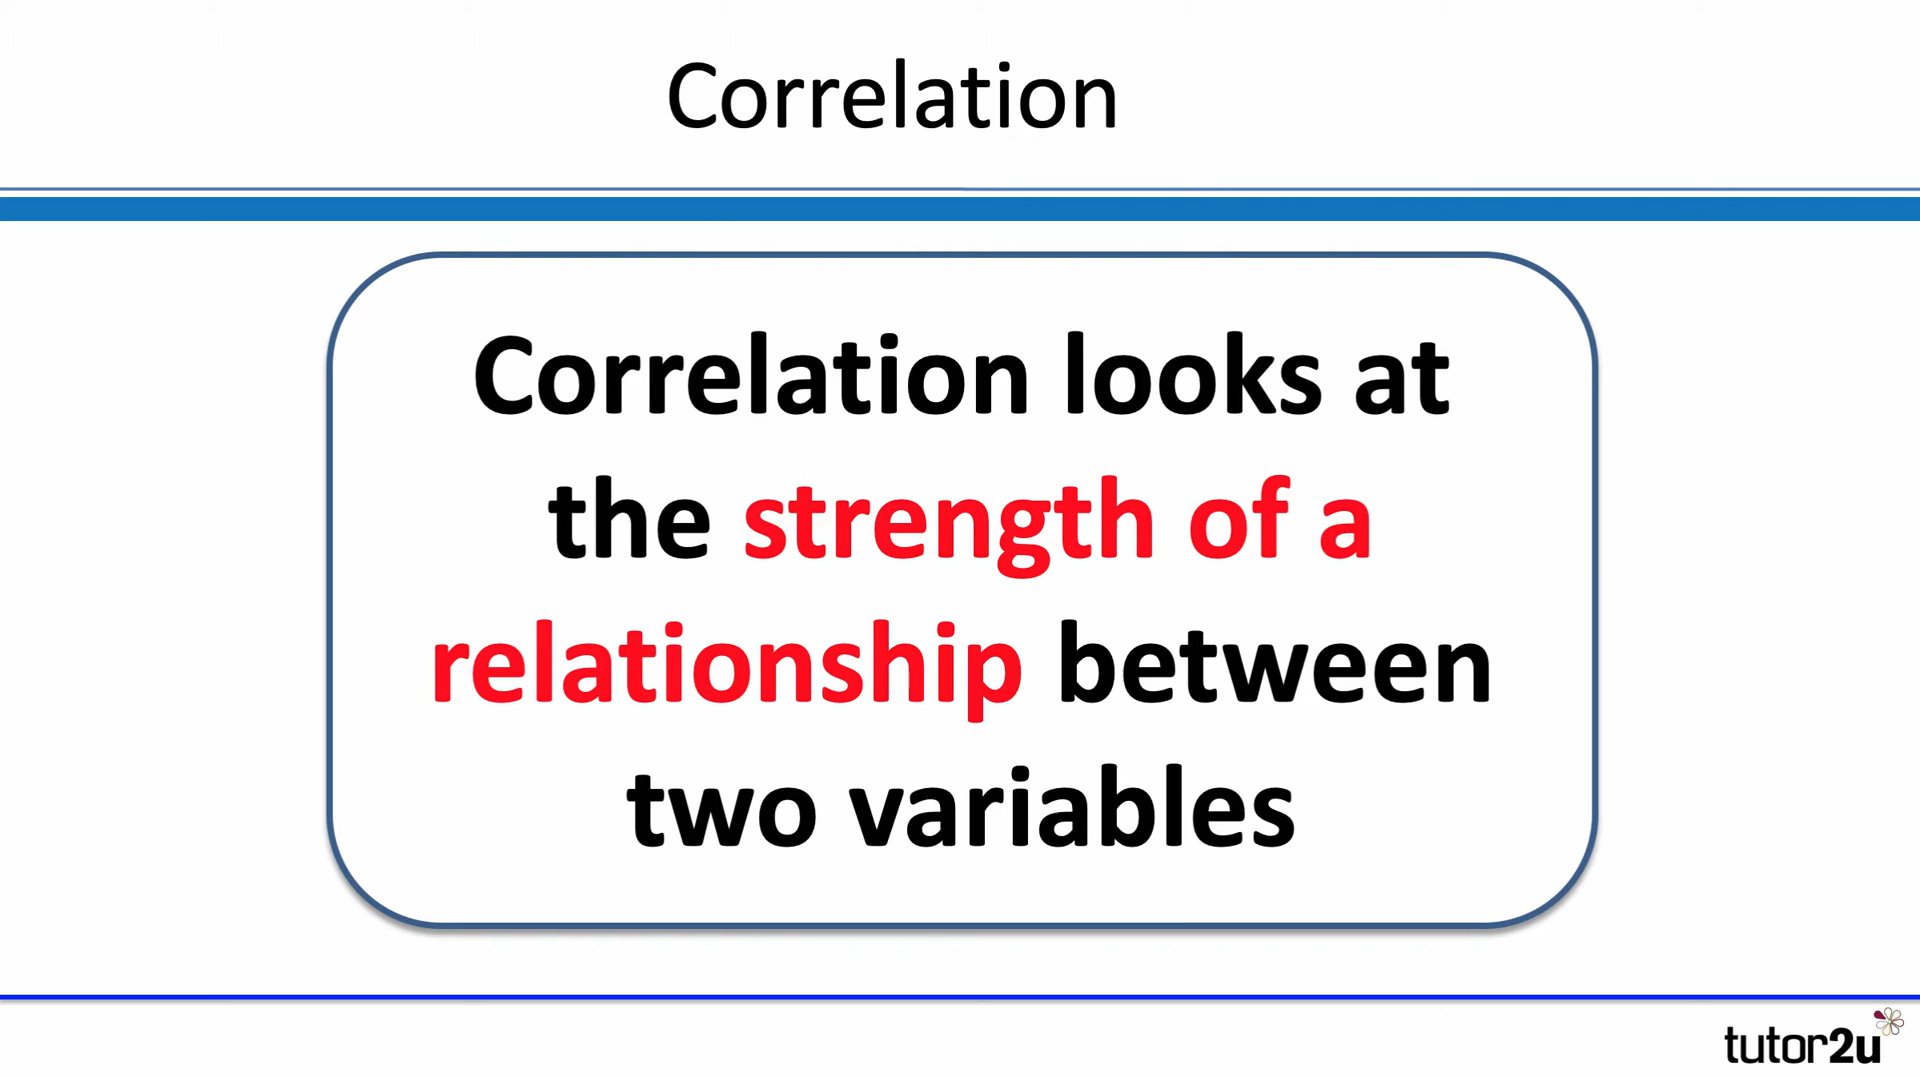 Correlation
Correlation looks at
the strength of a
relationship between
two variables
tutor2u